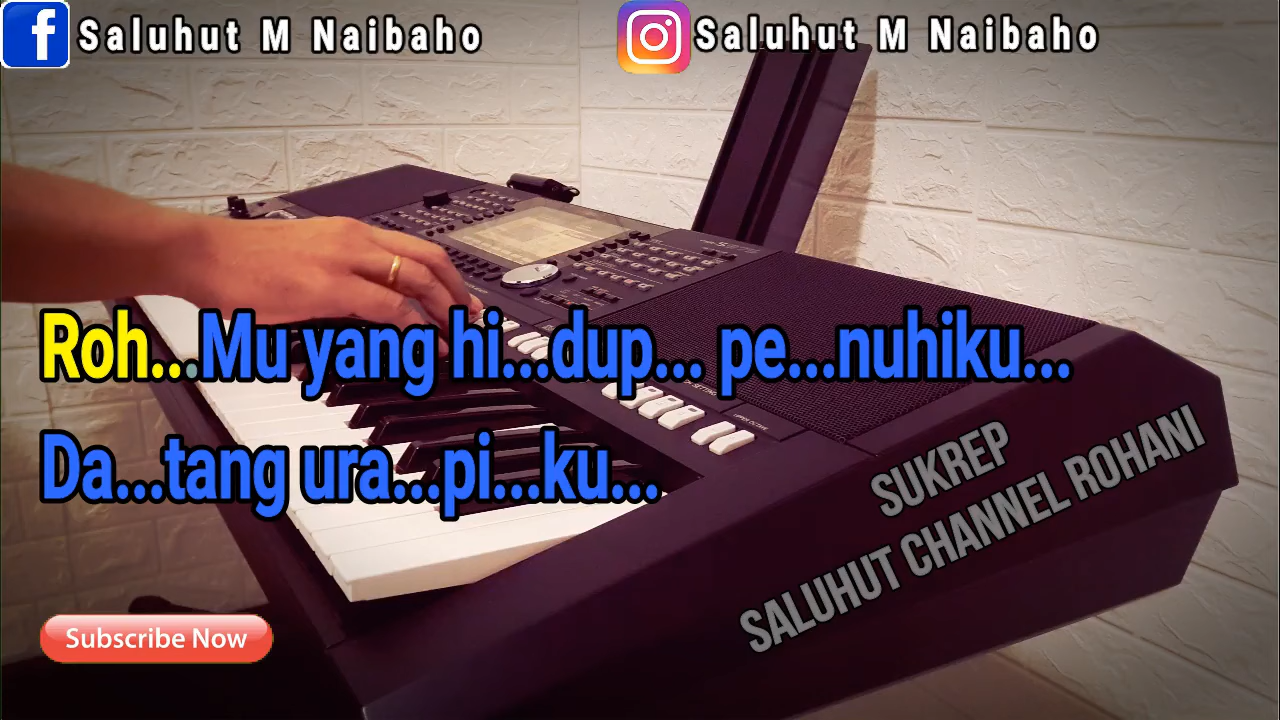 Saluhut M Naibaho
Saluhut M Naibaho
Roh...Mu yang hi...dup... pe...nuhiku...
Da...tang ura...pi...ku...
SUKREP
SALUHUT CHANNEL ROHANI
Subscribe Now